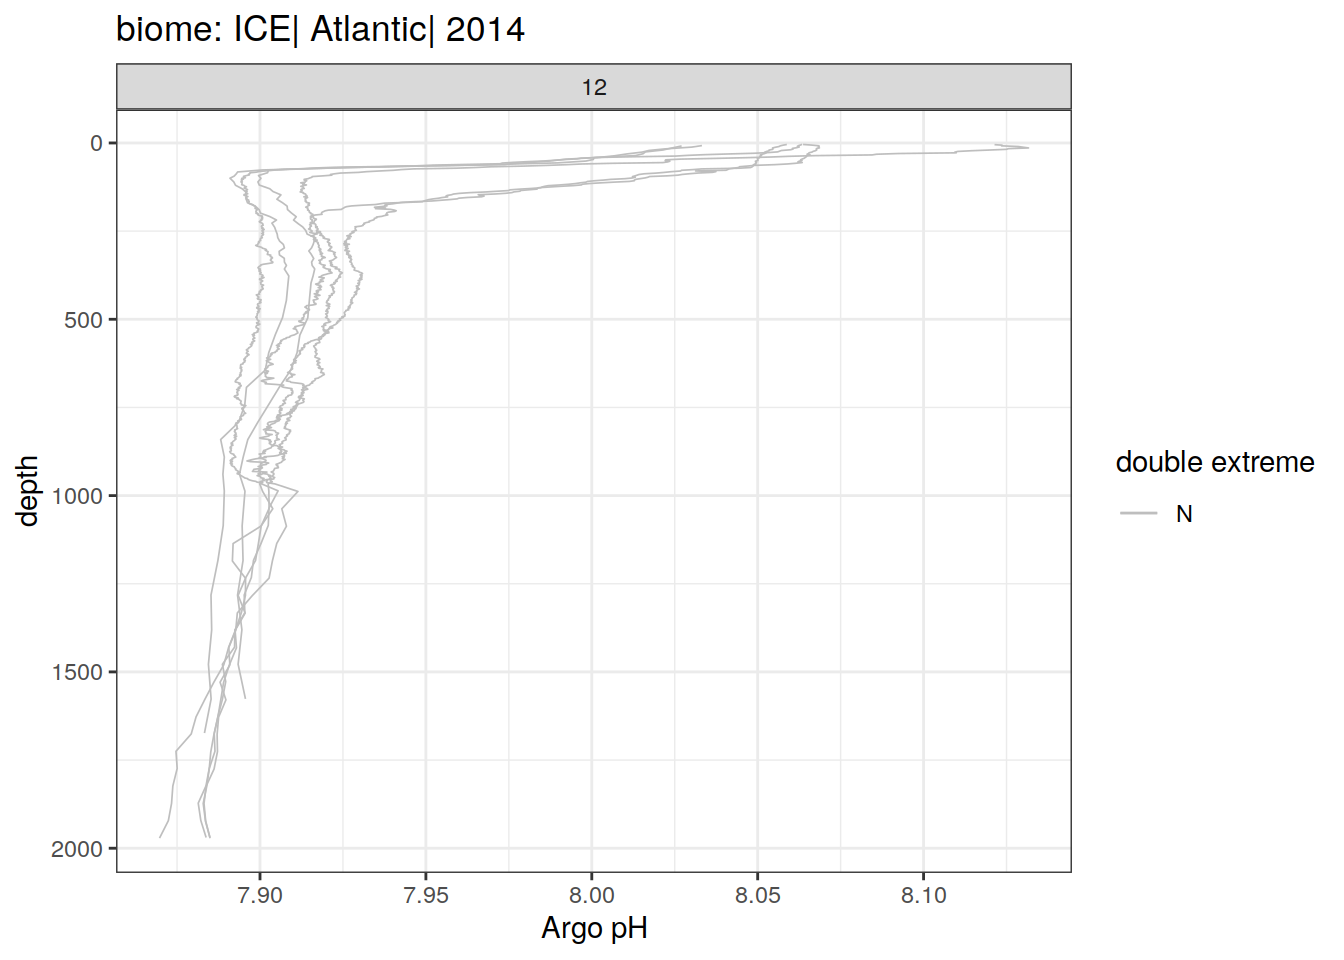 biome: ICE| Atlantic| 2014
12
0
500
1000
1500
2000
depth
7.90
7.95
8.00
8.05
8.10
Argo pH
double extreme
N